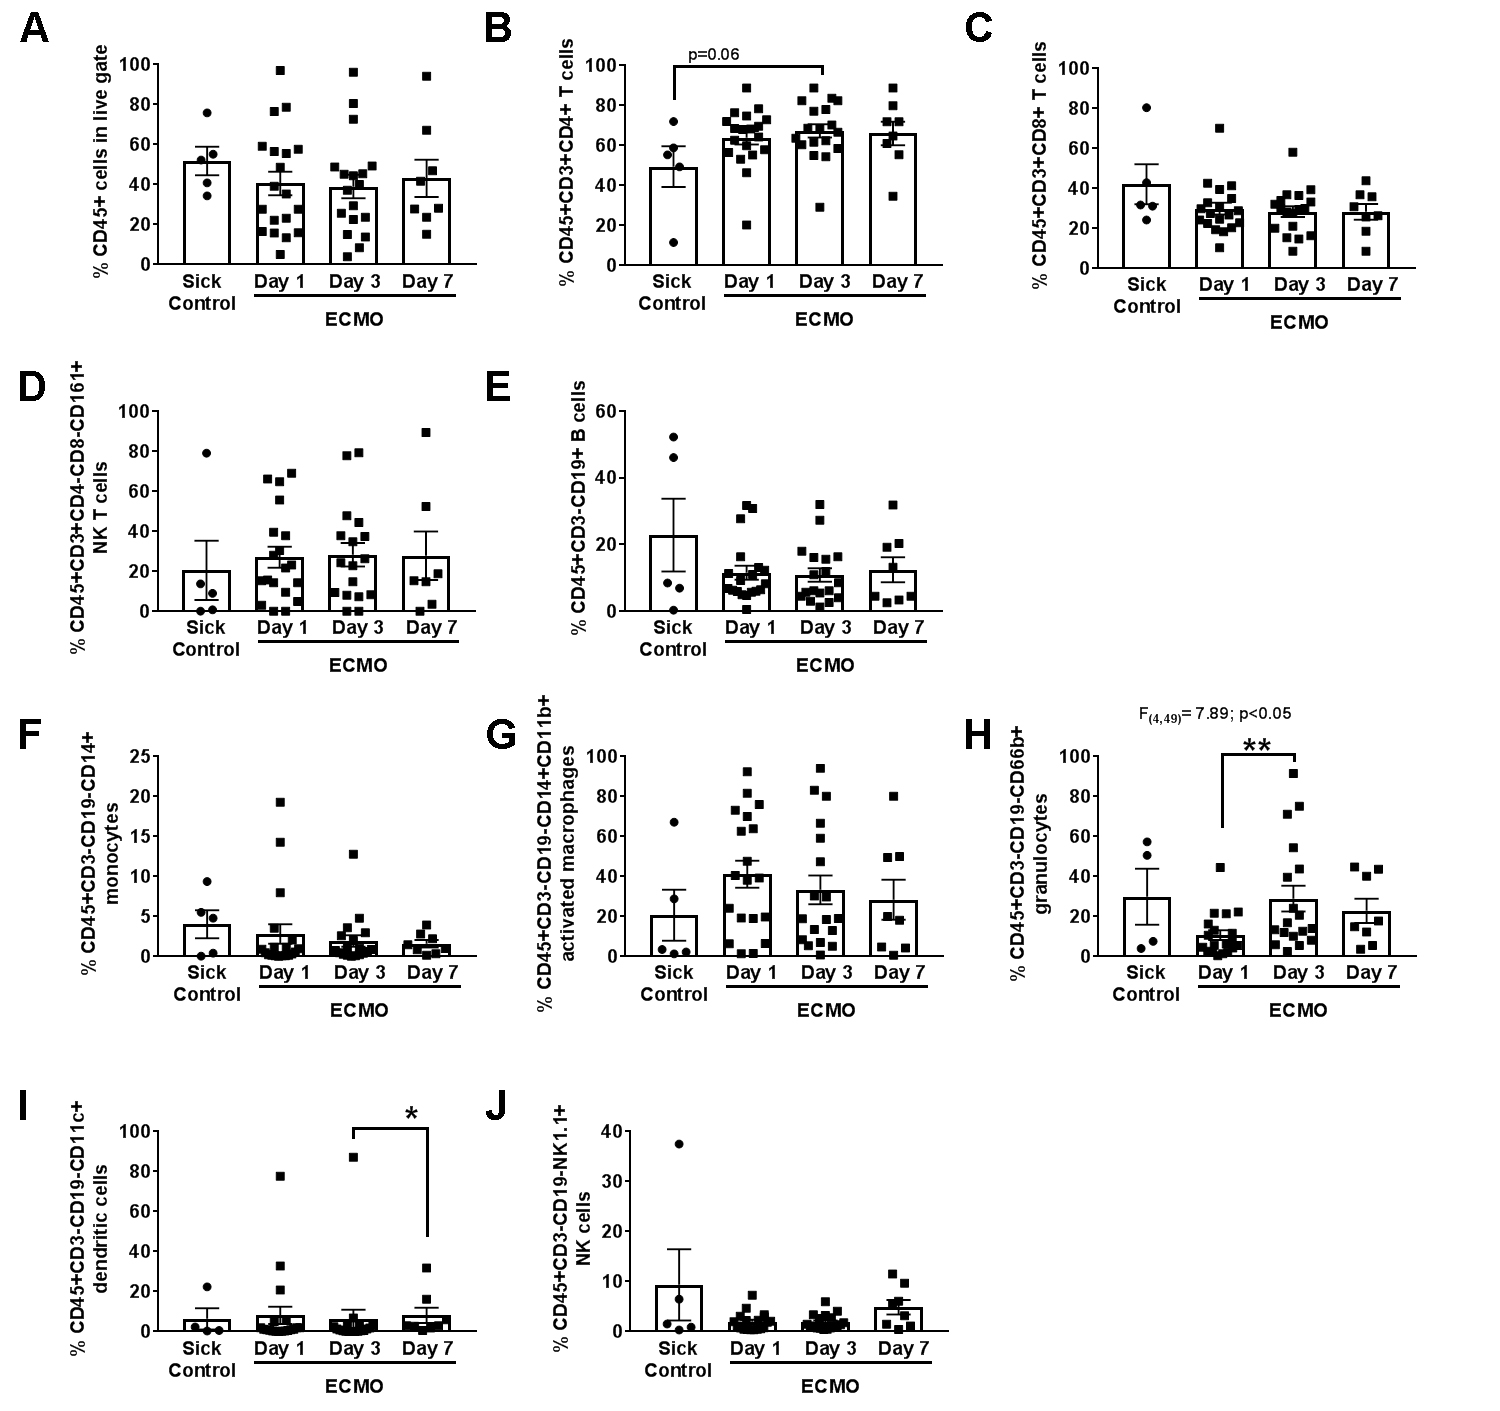 A
% CD45+ cells in live gate
100
80
60
40
20
0
Sick
Control
Day 1
Day 3
Day 7
ECMO
B
% CD45+CD3+CD4+ T cells
p=0.06
100
80
60
40
20
0
Sick
Control
Day 1
Day 3
Day 7
ECMO
C
% CD45+CD3+CD8+ T cells
100
80
60
40
20
0
Sick
Control
Day 1
Day 3
Day 7
ECMO
D
% CD45+CD3+CD4-CD8-CD161+
NK T cells
100
80
60
40
20
0
Sick
Control
Day 1
Day 3
Day 7
ECMO
E
% CD45+CD3-CD19+ B cells
60
40
20
0
Sick
Control
Day 1
Day 3
Day 7
ECMO
F
% CD45+CD3-CD19-CD14+
monocytes
25
20
15
10
5
0
Sick
Control
Day 1
Day 3
Day 7
ECMO
G
% CD45+CD3-CD19-CD14+CD11b+
activated macrophages
100
80
60
40
20
0
Sick
Control
Day 1
Day 3
Day 7
ECMO
H
% CD45+CD3-CD19-CD66b+
granulocytes
F(4,49)= 7.89; p<0.05
**
100
80
60
40
20
0
Sick
Control
Day 1
Day 3
Day 7
ECMO
I
% CD45+CD3-CD19-CD11c+
dendritic cells
*
100
80
60
40
20
0
Sick
Control
Day 1
Day 3
Day 7
ECMO
J
% CD45+CD3-CD19-NK1.1+
NK cells
40
30
20
10
0
Sick
Control
Day 1
Day 3
Day 7
ECMO